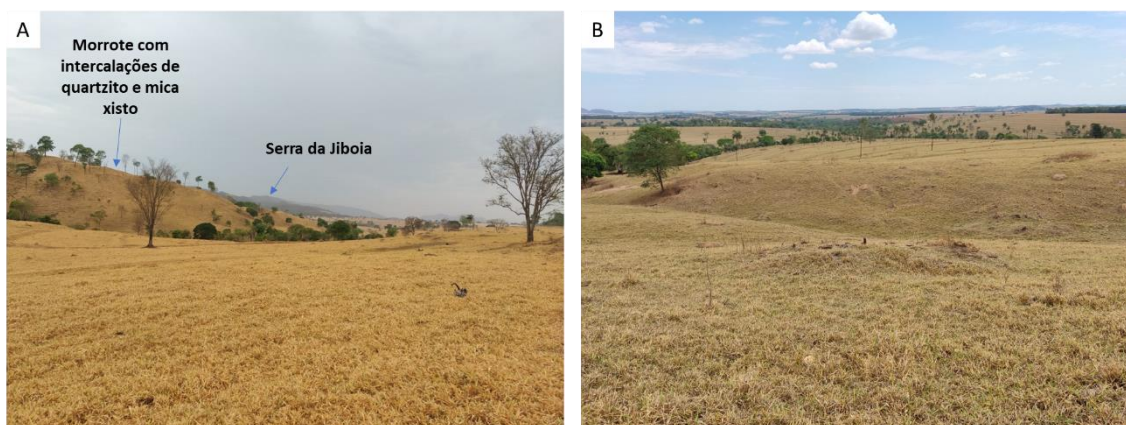 A
Morrote com
intercalações de
quartzito e mica
xisto
Serra da Jiboia
B